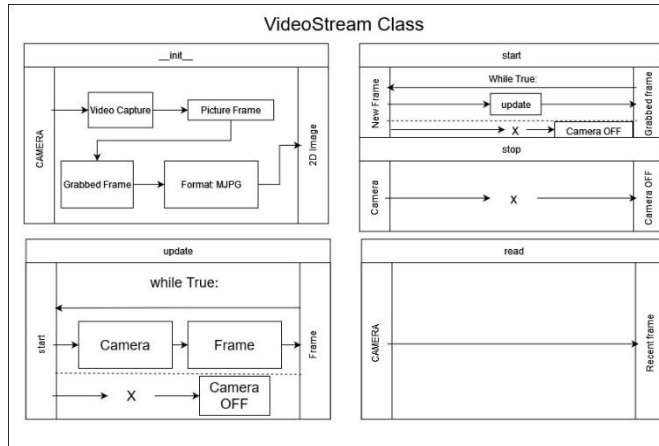 VideoStream Class
__init__
CAMERA
Video Capture
Picture Frame
Grabbed Frame
Format: MJPG
2D Image
start
New Frame
While True:
update
X
Camera OFF
Grabbed frame
stop
Camera
X
Camera OFF
update
start
while True:
Camera
Frame
X
Camera
OFF
Frame
read
CAMERA
Recent frame